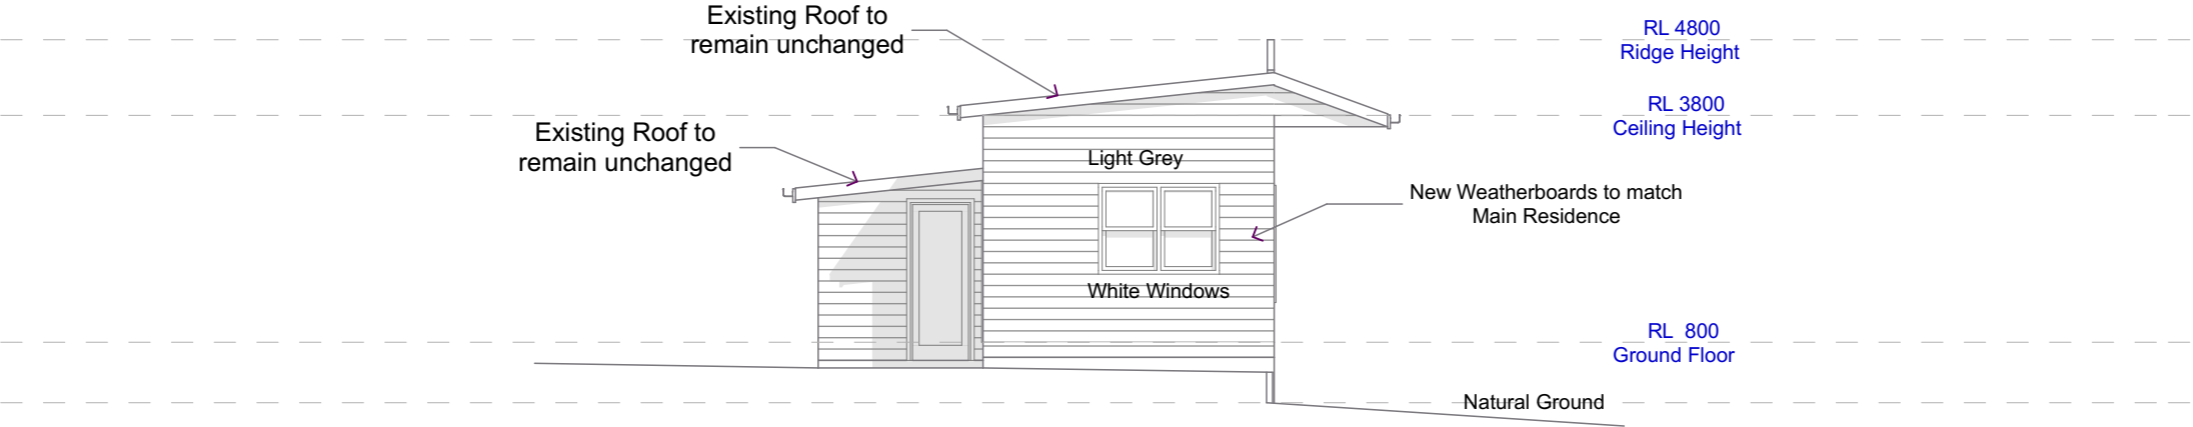 Existing Roof to
remain unchanged
RL 4800
Ridge Height
RL 3800
Ceiling Height
Existing Roof to
remain unchanged
Light Grey
New Weatherboards to match
Main Residence
White Windows
RL  800
Ground Floor
Natural Ground